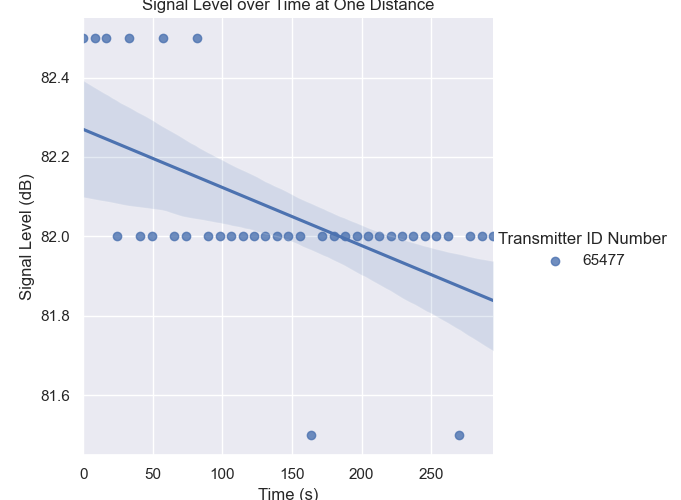 Signal Level over Time at One Distance
82.4
82.2
82.0
81.8
81.6
Signal Level (dB)
0 50 100 150 200 250
Time (s)
Transmitter ID Number
65477